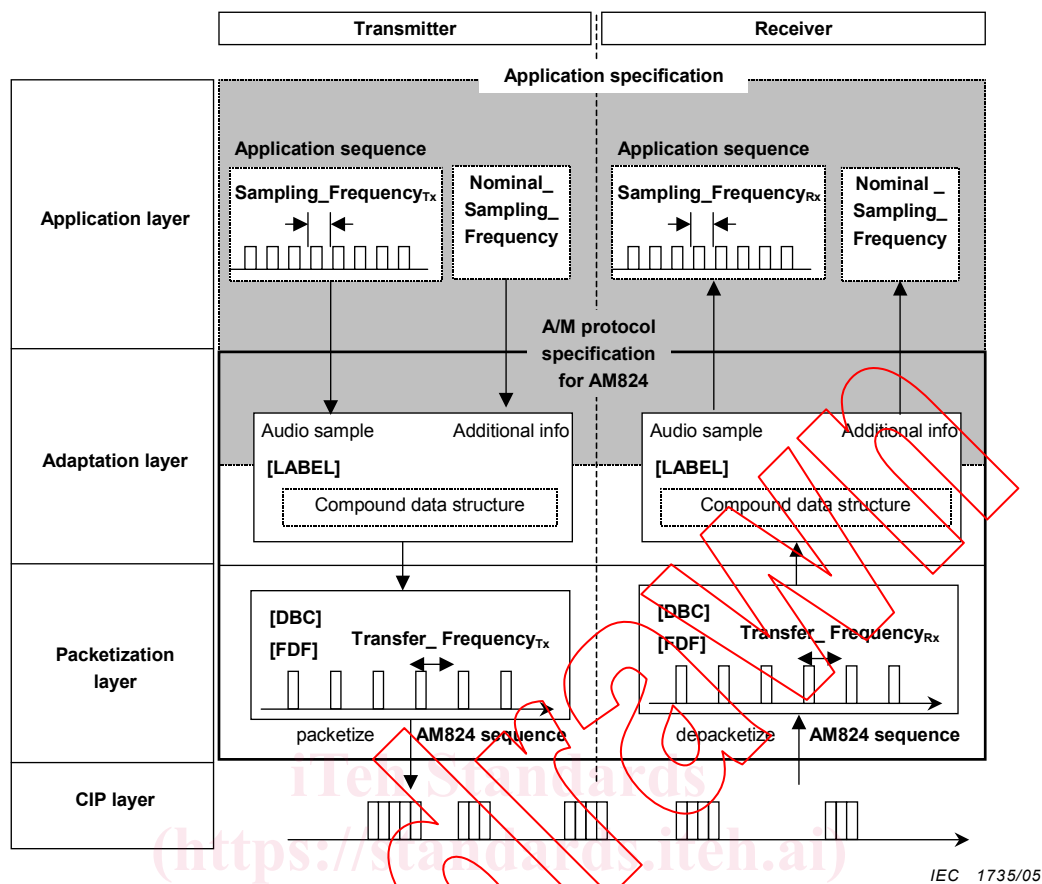 Transmitter
Receiver
Application specification
Application layer
Application sequence
Sampling_FrequencyTx
Nominal_
Sampling_
Frequency
Application sequence
Sampling_FrequencyRx
Nominal _
Sampling_
Frequency
A/M protocol
specification
for AM824
Adaptation layer
Audio sample
Additional info
[LABEL]
Compound data structure
Audio sample
Additional info
[LABEL]
Compound data structure
Packetization
layer
[DBC]
[FDF]
Transfer_ FrequencyTx
packetize
AM824 sequence
[DBC]
[FDF]
Transfer_ FrequencyRx
depacketize
AM824 sequence
CIP layer
iTeh Standards
(https://standards.iteh.ai)
IEC 1735/05